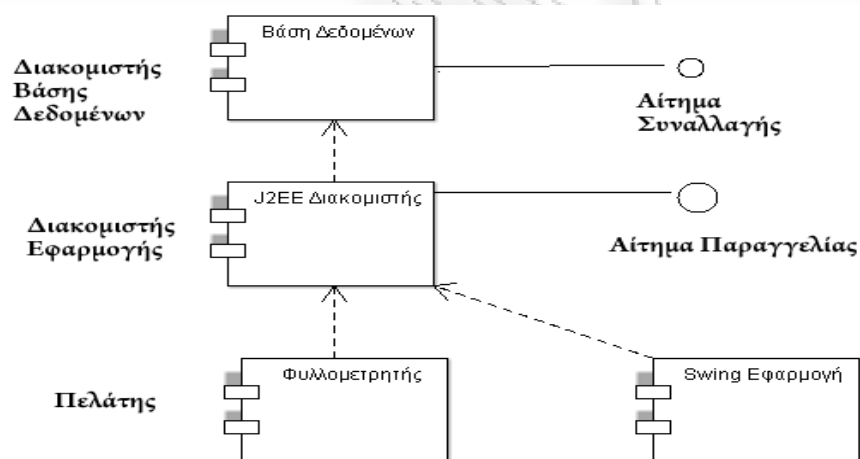 Βάση Δεδομένων
Διακομιστής
Βάσης
Δεδομένων
Αίτημα
Συναλλαγής
J2EE Διακομιστής
Διακομιστής
Εφαρμογής
Αίτημα Παραγγελίας
Φυλλομετρητής
Swing Εφαρμογή
Πελάτης